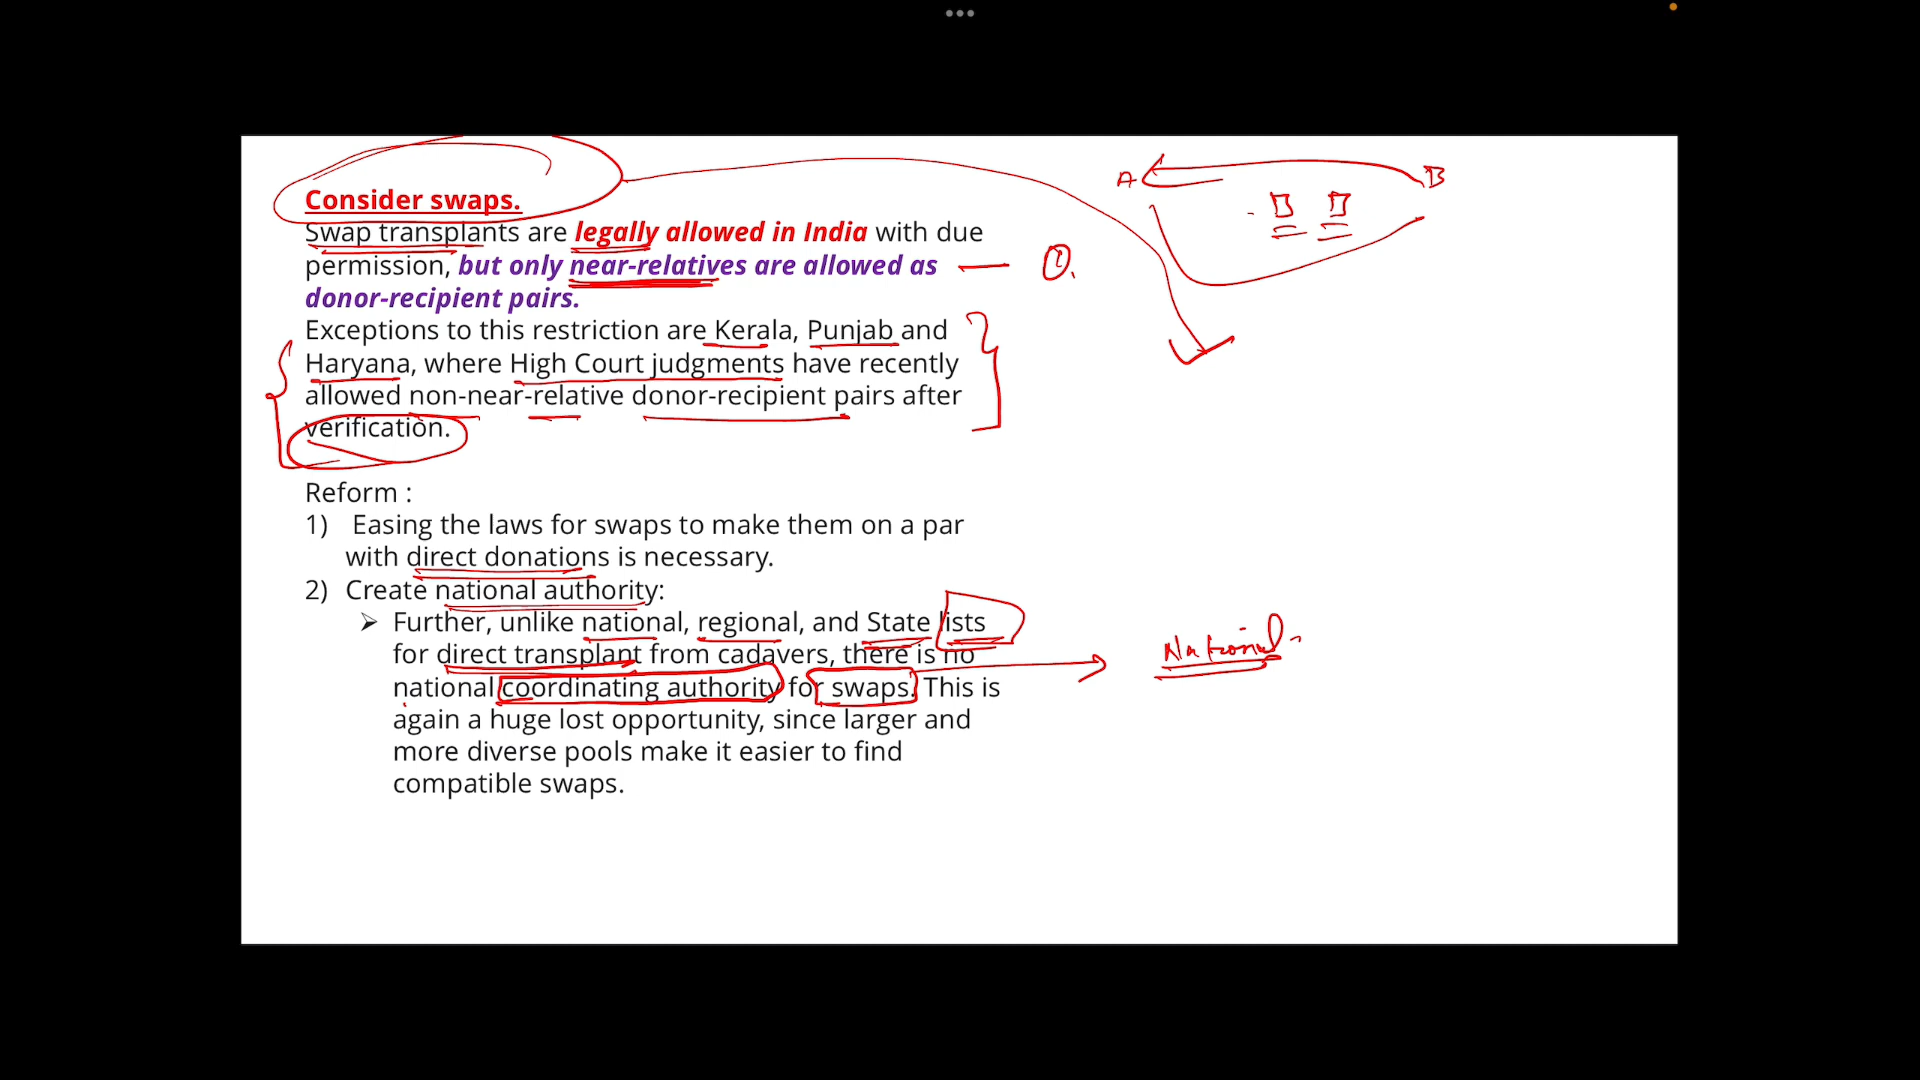 Consider swaps.
Swap transplants are legally allowed in India with due
permission, but only near-relatives are allowed as
donor-recipient pairs.
Exceptions to this restriction are Kerala, Punjab and
Haryana, where High Court judgments have recently
allowed non-near-relative donor-recipient pairs after
verification.
A B
1.
Reform :
1) Easing the laws for swaps to make them on a par
with direct donations is necessary.
2) Create national authority:
➢ Further, unlike national, regional, and State lists
for direct transplant from cadavers, there is no
national coordinating authority for swaps. This is
again a huge lost opportunity, since larger and
more diverse pools make it easier to find
compatible swaps.
National